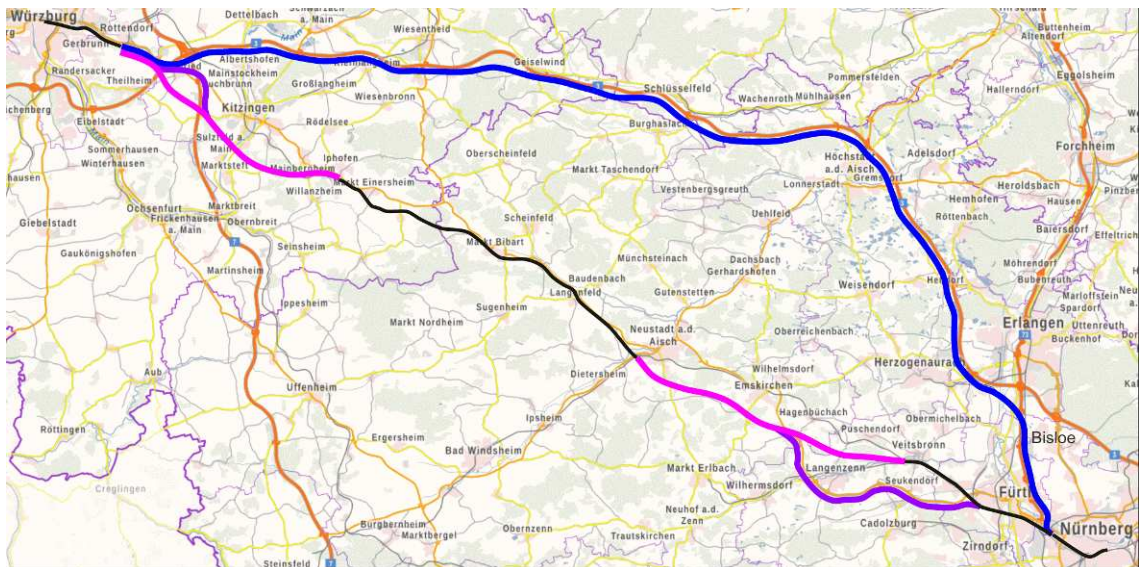 Würzburg
Rottendorf
Dettelbach
Gerbrunn
Albertshofen
Wiesentheid
Geiselwind
Randersacker
Theilheim
Mainstockheim
Großlangheim
Kitzingen
Wiesenbronn
Rödelsee
Eibelstadt
Sommerhausen
Winterhausen
Sulzfeld a.
Main
Marktsteft
Mainbernheim
Iphofen
Willanzheim
Markt Einersheim
Oberscheinfeld
Schlüsselfeld
Burghaslach
Wachenroth
Mühlhausen
Pommersfelden
Buttenheim
Altendorf
Eggolsheim
Hallerndorf
Forchheim
Adelsdorf
Höchstadt
a.d. Aisch
Gremsdorf
Lonnerstadt
Vestenbergsgreuth
Markt Taschendorf
Uehlfeld
Heroldsbach
Hemhofen
Hausen
Röttenbach
Baiersdorf
Effeltrich
Giebelstadt
Gaukönigshofen
Ochsenfurt
Frickenhausen
a. Main
Marktbreit
Obernbreit
Seinsheim
Martinsheim
Ippesheim
Scheinfeld
Markt Bibart
Münchsteinach
Dachsbach
Gerhardshofen
Baudenbach
Langenfeld
Gutenstetten
Sugenheim
Markt Nordheim
Weisendorf
Möhrendorf
Bubenreuth
Marloffstein
Spardorf
Uttenreuth
Buckenhof
Erlangen
Neustadt a.d.
Aisch
Oberreichenbach
Herzogenaurach
Dietersheim
Wilhelmsdorf
Emskirchen
Aub
Uffenheim
Röttingen
Creglingen
Ergersheim
Ipsheim
Bad Windsheim
Hagenbüchach
Obermichelbach
Puschendorf
Veitsbronn
Bisloe
Markt Erlbach
Langenzenn
Seukendorf
Wilhermsdorf
Fürth
Neuhof a.d.
Zenn
Cadolzburg
Nürnberg
Zirndorf
Burgbernheim
Marktbergel
Obernzenn
Trautskirchen
Steinsfeld
3
3
7
7
73